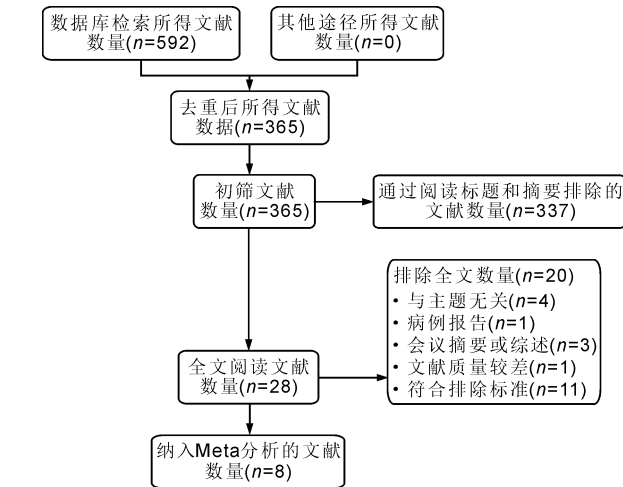 数据库检索所得文献
数量(n=592)
其他途径所得文献
数量(n=0)
去重后所得文献
数据(n=365)
初筛文献
数量(n=365)
通过阅读标题和摘要排除的
文献数量(n=337)
排除全文数量(n=20)
• 与主题无关(n=4)
• 病例报告(n=1)
• 会议摘要或综述(n=3)
• 文献质量较差(n=1)
• 符合排除标准(n=11)
全文阅读文献
数量(n=28)
纳入Meta分析的文献
数量(n=8)